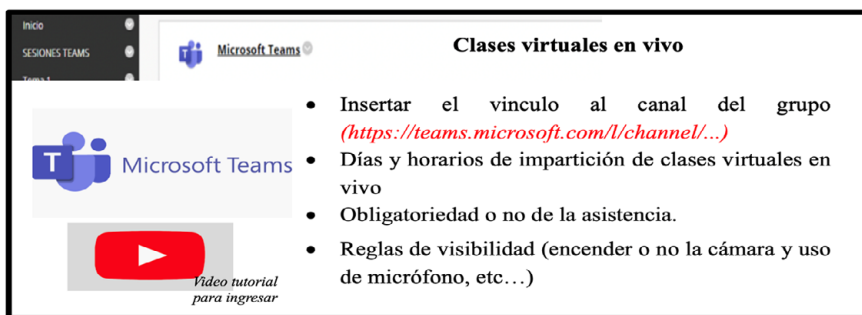 Inicio
SESIONES TEAMS
Tema 1
Microsoft Teams
Clases virtuales en vivo
T
Microsoft Teams
Video tutorial
para ingresar
• Insertar el vinculo al canal del grupo
(https://teams.microsoft.com/l/channel/...)
• Días y horarios de impartición de clases virtuales en
vivo
• Obligatoriedad o no de la asistencia.
• Reglas de visibilidad (encender o no la cámara y uso
de micrófono, etc…)